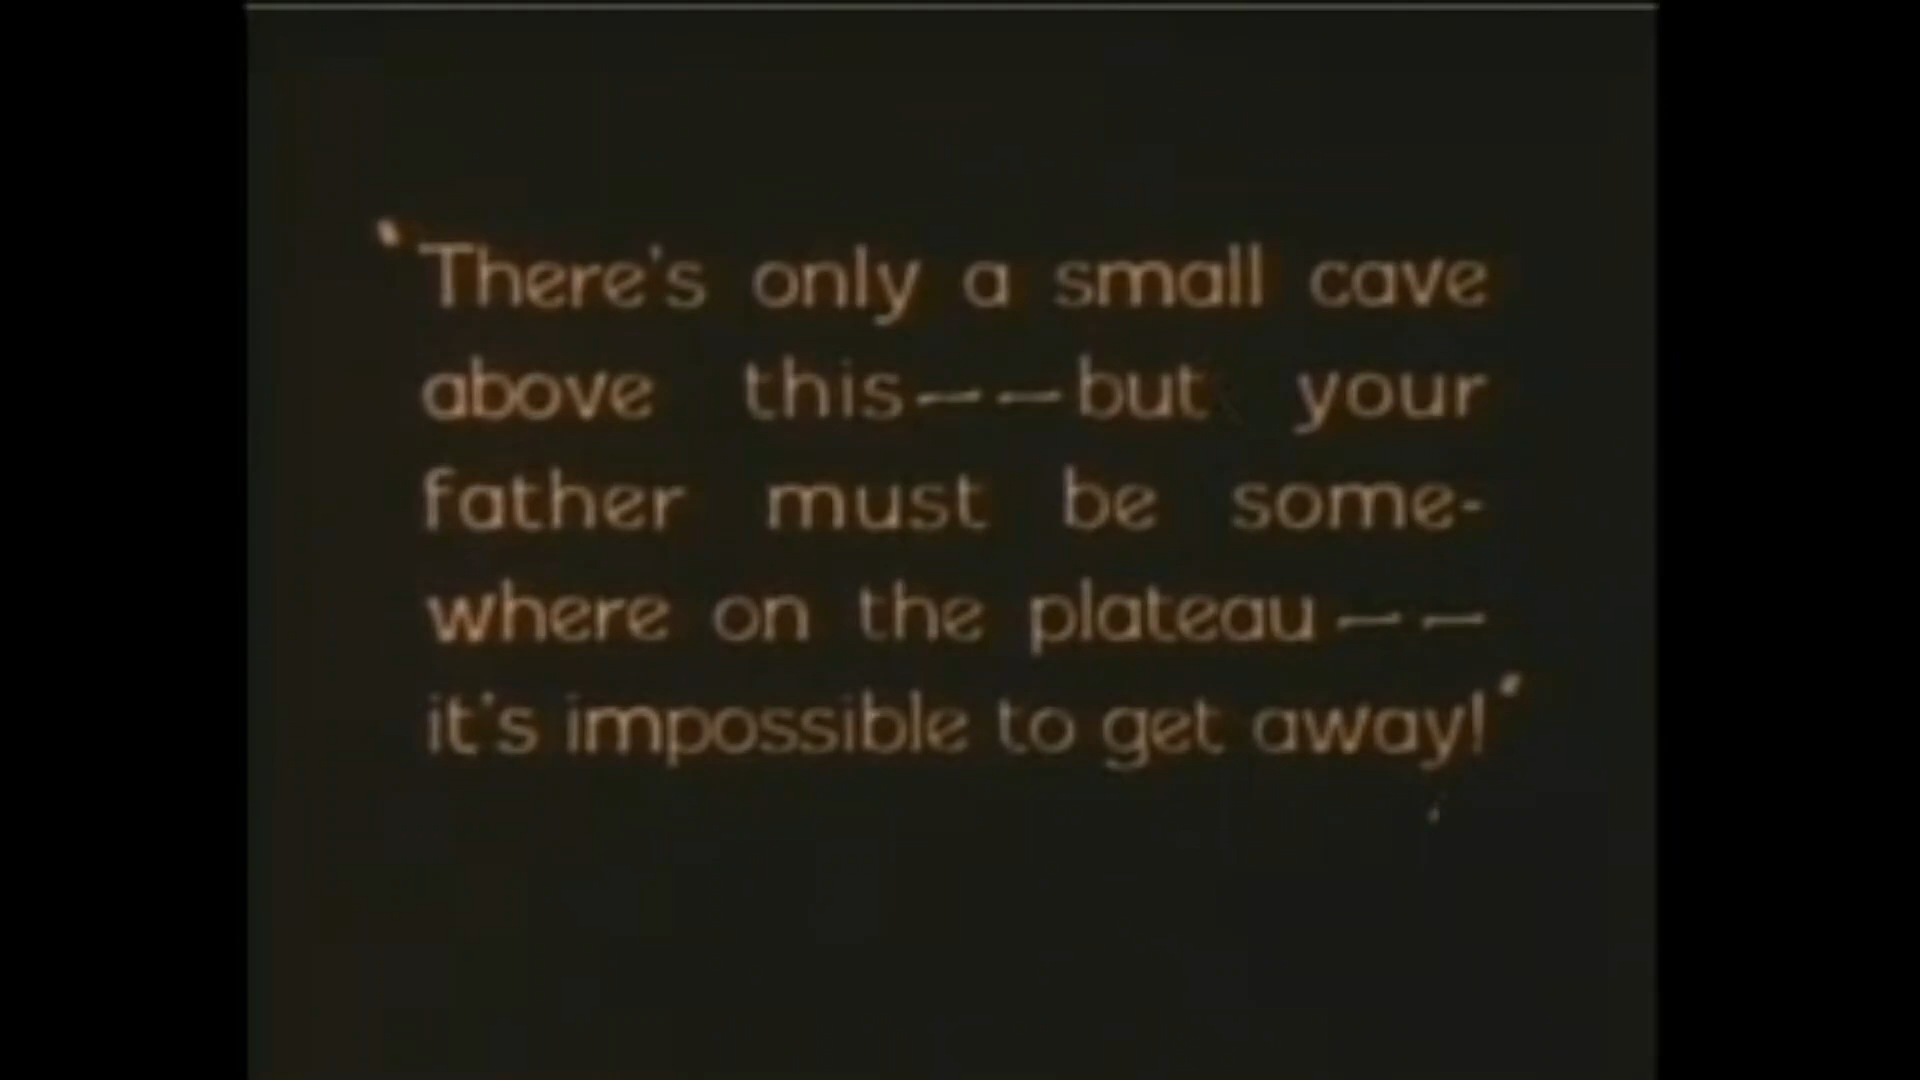 'There's only a small cave
above this——but your
father must be some-
where on the plateau——
it's impossible to get away!'